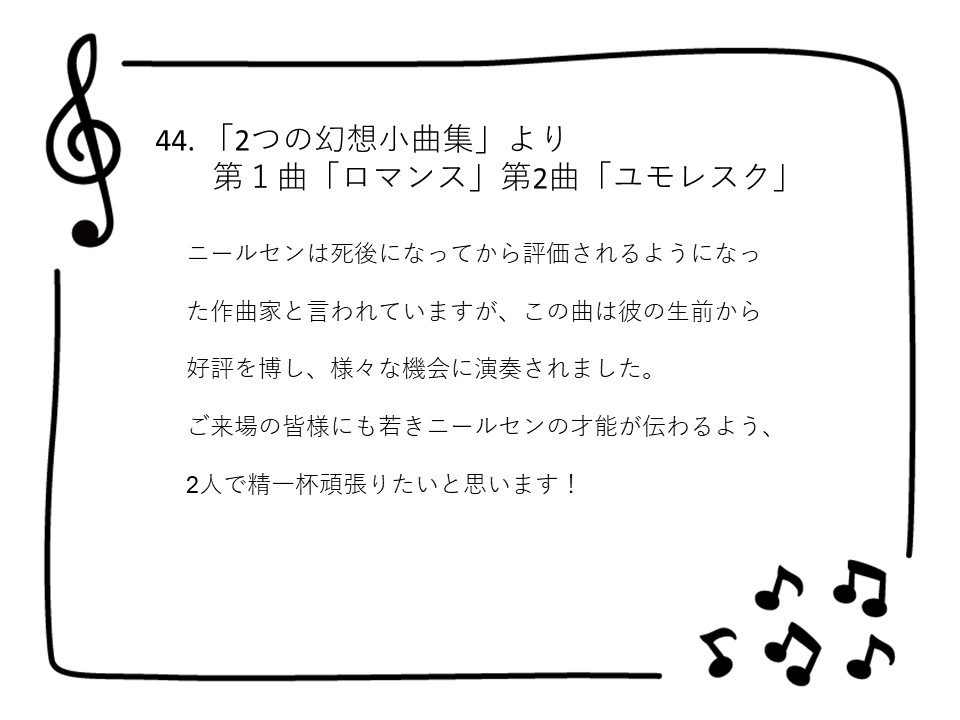 44. 「2つの幻想小曲集」より
第１曲「ロマンス」第2曲「ユモレスク」
ニールセンは死後になってから評価されるようになっ
た作曲家と言われていますが、この曲は彼の生前から
好評を博し、様々な機会に演奏されました。
ご来場の皆様にも若きニールセンの才能が伝わるよう、
2人で精一杯頑張りたいと思います！